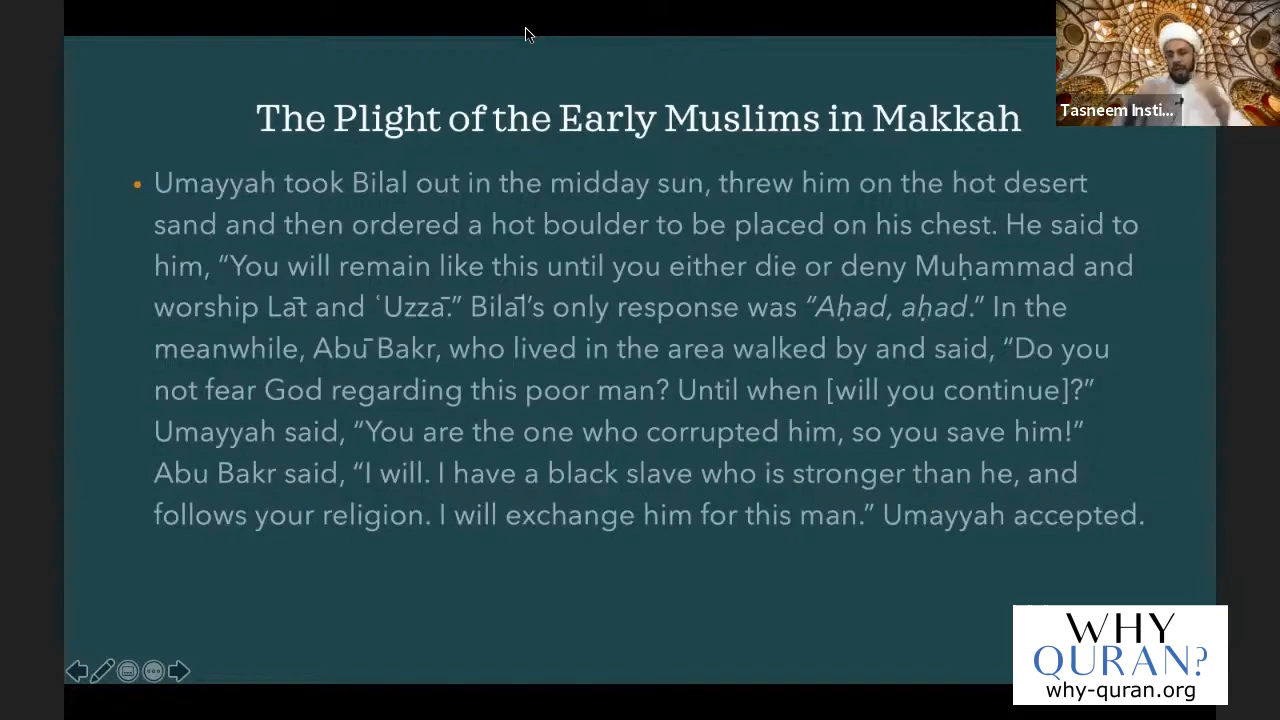 The Plight of the Early Muslims in Makkah
Tasneem Insti...
• Umayyah took Bilal out in the midday sun, threw him on the hot desert
sand and then ordered a hot boulder to be placed on his chest. He said to
him, “You will remain like this until you either die or deny Muḥammad and
worship Lāt and ʿUzzā.” Bilāl’s only response was “Aḥad, aḥad.” In the
meanwhile, Abū Bakr, who lived in the area walked by and said, “Do you
not fear God regarding this poor man? Until when [will you continue]?”
Umayyah said, “You are the one who corrupted him, so you save him!”
Abu Bakr said, “I will. I have a black slave who is stronger than he, and
follows your religion. I will exchange him for this man.” Umayyah accepted.
WHY
QURAN?
why-quran.org